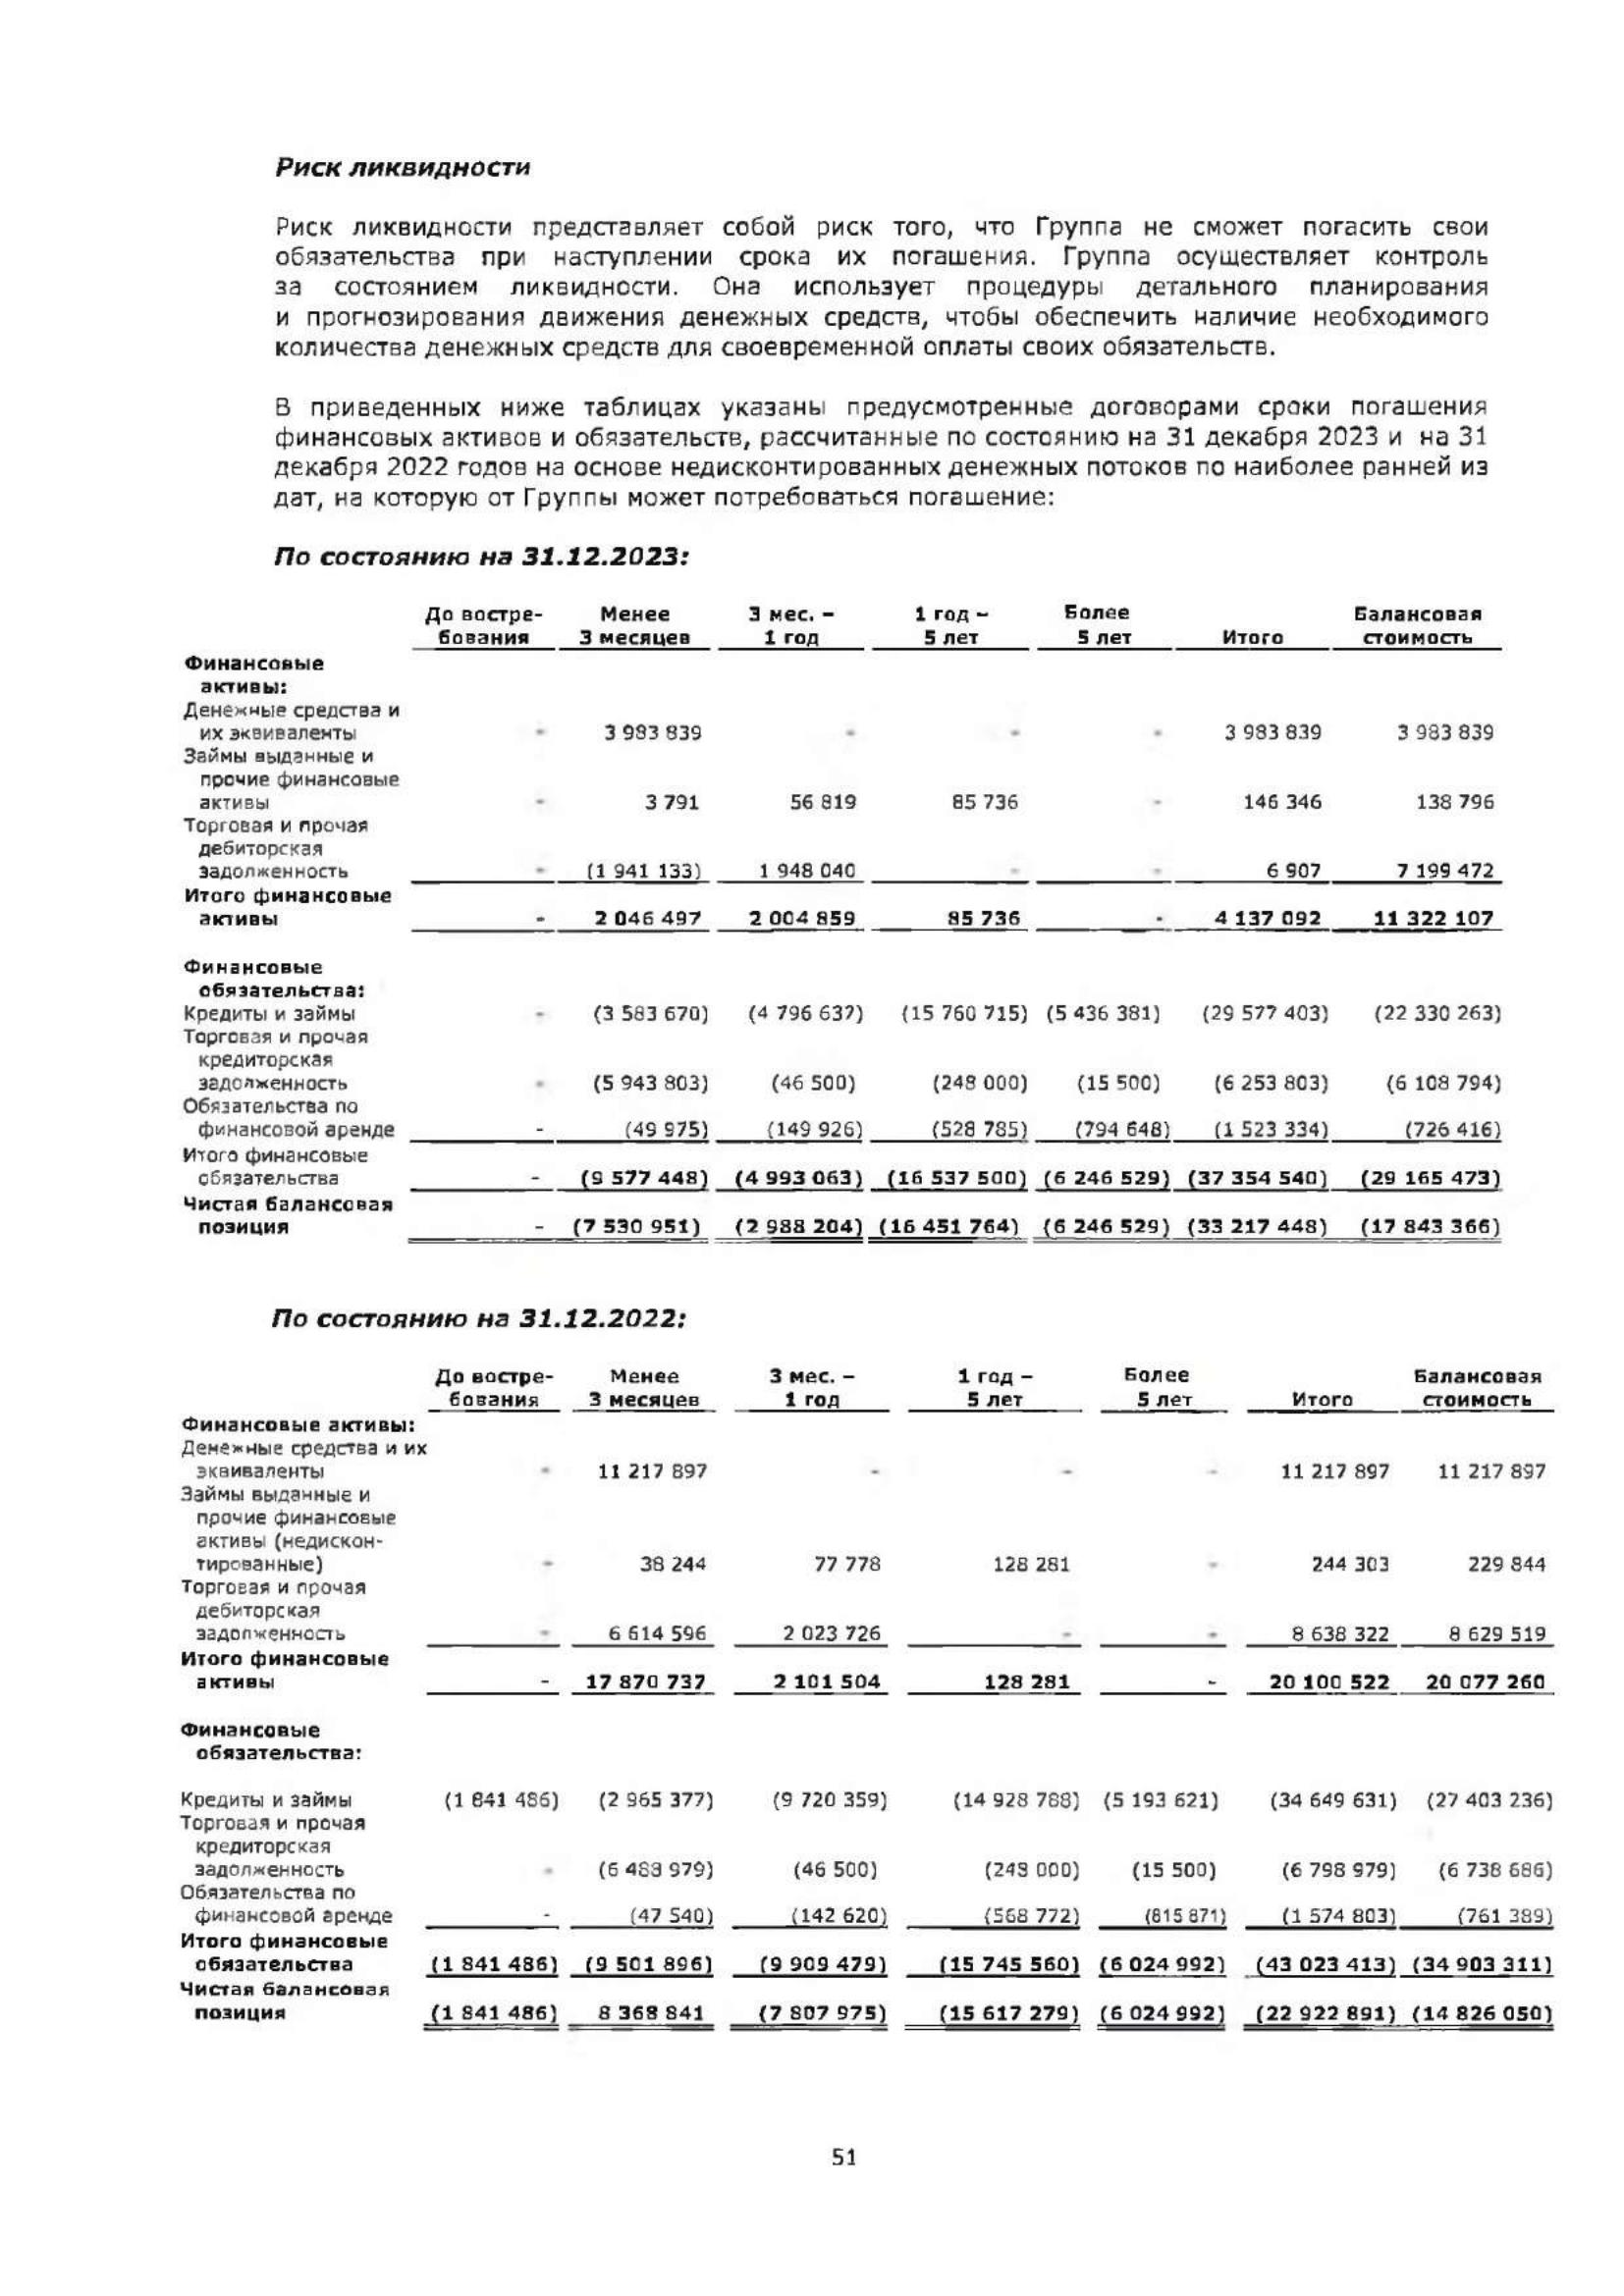 Риск ликвидности
Риск ликвидности представляет собой риск того, что Группа не сможет погасить свои
обязательства при наступлении срока их погашения. Группа осуществляет контроль
за состоянием ликвидности. Она использует процедуры детального планирования
и прогнозирования движения денежных средств, чтобы обеспечить наличие необходимого
количества денежных средств для своевременной оплаты своих обязательств.
В приведенных ниже таблицах указаны предусмотренные договорами сроки погашения
финансовых активов и обязательств, рассчитанные по состоянию на 31 декабря 2023 и на 31
декабря 2022 годов на основе недисконтированных денежных потоков по наиболее ранней из
дат, на которую от Группы может потребоваться погашение:
По состоянию на 31.12.2023:
До востре- Менее 3 мес. – 1 год – Более Балансовая
бования 3 месяцев 1 год 5 лет 5 лет Итого стоимость
Финансовые
активы:
Денежные средства и
их эквиваленты - 3 983 839 - - - 3 983 839 3 983 839
Займы выданные и
прочие финансовые
активы - 3 791 56 819 85 736 - 146 346 138 796
Торговая и прочая
дебиторская
задолженность - (1 941 133) 1 948 040 - - 6 907 7 199 472
Итого финансовые
активы - 2 046 497 2 004 859 85 736 - 4 137 092 11 322 107
Финансовые
обязательства:
Кредиты и займы - (3 583 670) (4 796 637) (15 760 715) (5 436 381) (29 577 403) (22 330 263)
Торговая и прочая
кредиторская
задолженность - (5 943 803) (46 500) (248 000) (15 500) (6 253 803) (6 108 794)
Обязательства по
финансовой аренде - (49 975) (149 926) (528 785) (794 648) (1 523 334) (726 416)
Итого финансовые
обязательства - (9 577 448) (4 993 063) (16 537 500) (6 246 529) (37 354 540) (29 165 473)
Чистая балансовая
позиция - (7 530 951) (2 988 204) (16 451 764) (6 246 529) (33 217 448) (17 843 366)
По состоянию на 31.12.2022:
До востре- Менее 3 мес. – 1 год – Более Балансовая
бования 3 месяцев 1 год 5 лет 5 лет Итого стоимость
Финансовые активы:
Денежные средства и их
эквиваленты - 11 217 897 - - - 11 217 897 11 217 897
Займы выданные и
прочие финансовые
активы (недискон-
тированные) - 38 244 77 778 128 281 - 244 303 229 844
Торговая и прочая
дебиторская
задолженность - 6 614 596 2 023 726 - - 8 638 322 8 629 519
Итого финансовые
активы - 17 870 737 2 101 504 128 281 - 20 100 522 20 077 260
Финансовые
обязательства:
Кредиты и займы (1 841 486) (2 965 377) (9 720 359) (14 928 788) (5 193 621) (34 649 631) (27 403 236)
Торговая и прочая
кредиторская
задолженность - (6 488 979) (46 500) (248 000) (15 500) (6 798 979) (6 738 686)
Обязательства по
финансовой аренде - (47 540) (142 620) (568 772) (815 871) (1 574 803) (761 389)
Итого финансовые
обязательства (1 841 486) (9 501 896) (9 909 479) (15 745 560) (6 024 992) (43 023 413) (34 903 311)
Чистая балансовая
позиция (1 841 486) 8 368 841 (7 807 975) (15 617 279) (6 024 992) (22 922 891) (14 826 050)
51